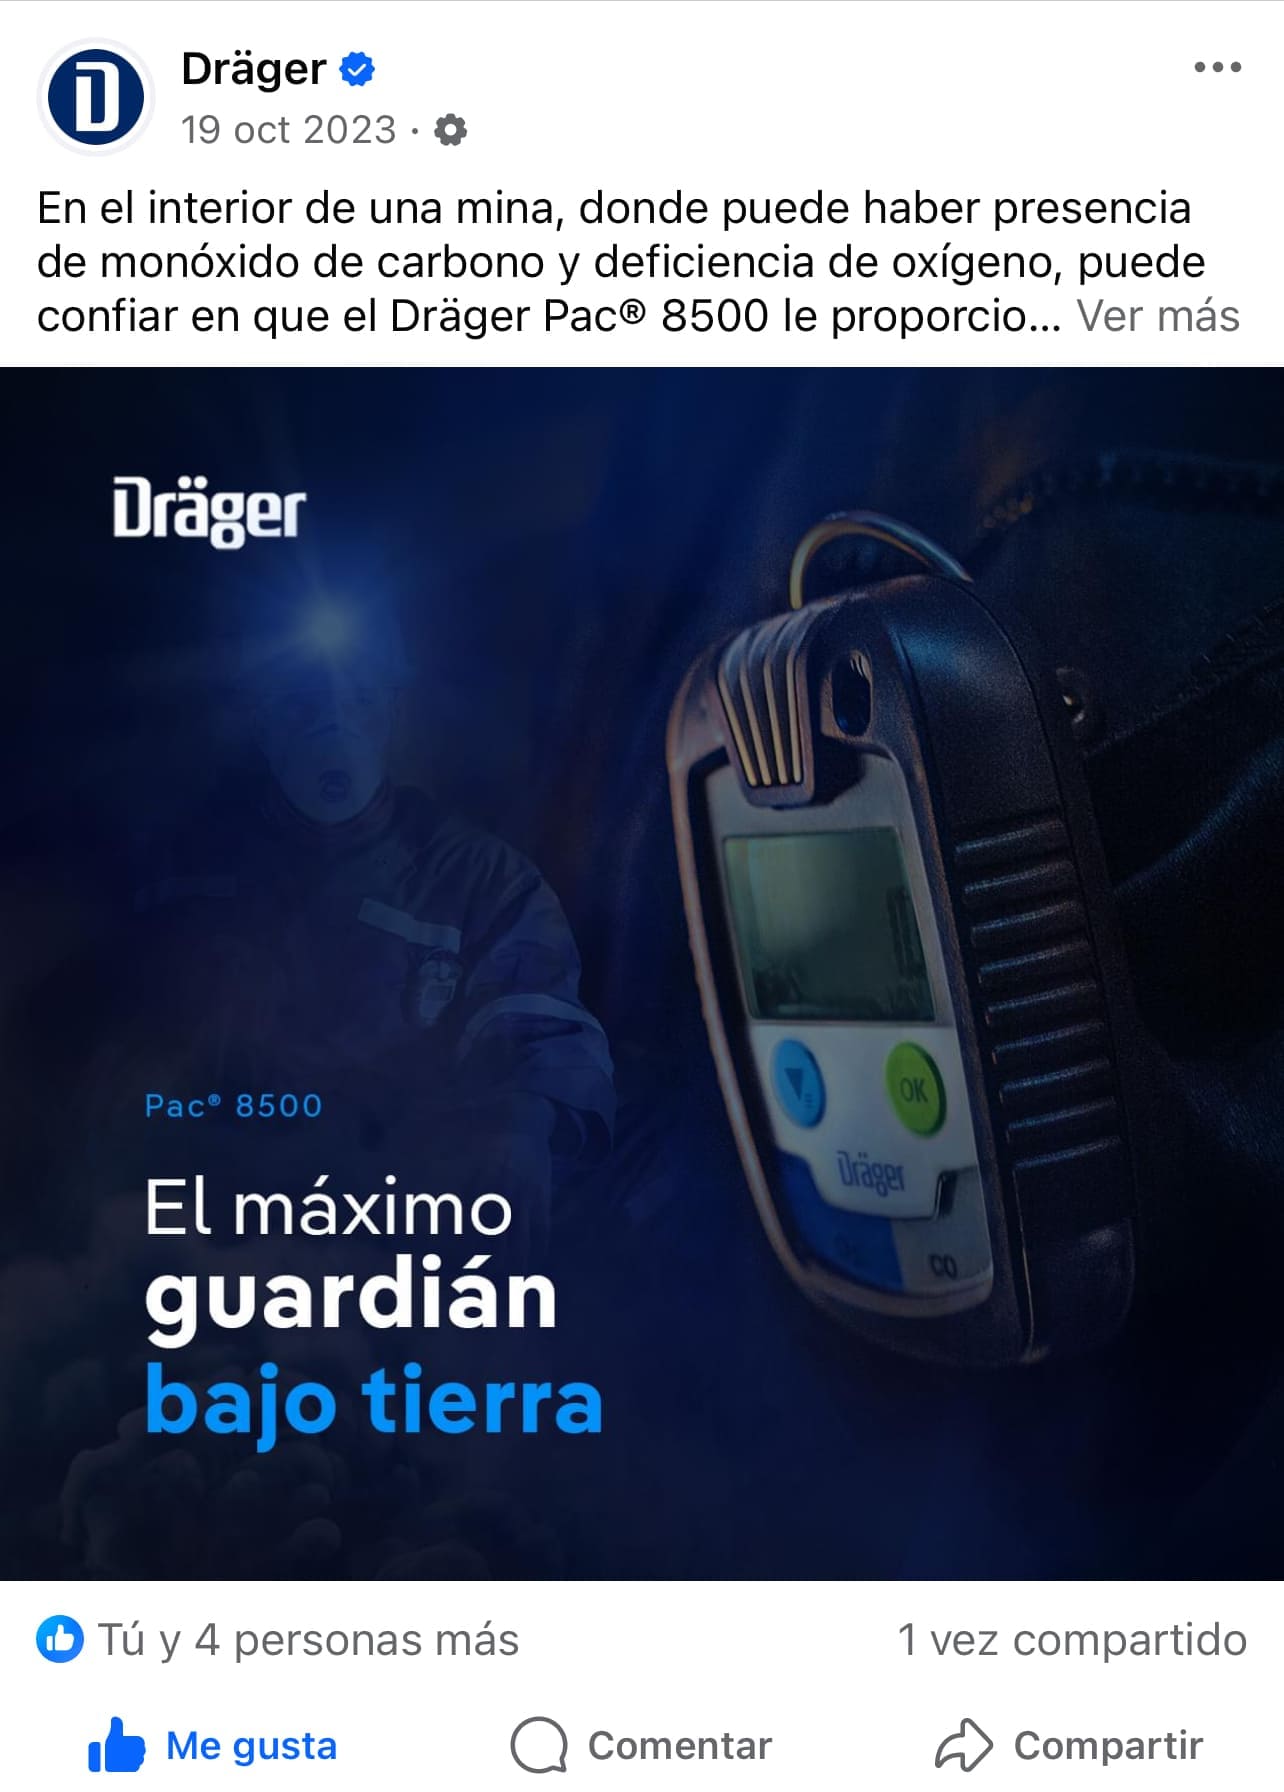 Dräger
19 oct 2023 ·
En el interior de una mina, donde puede haber presencia
de monóxido de carbono y deficiencia de oxígeno, puede
confiar en que el Dräger Pac® 8500 le proporcio... Ver más
Dräger
OK
Dräger
CO
Pac® 8500
El máximo
guardián
bajo tierra
Tú y 4 personas más
1 vez compartido
Me gusta
Comentar
Compartir